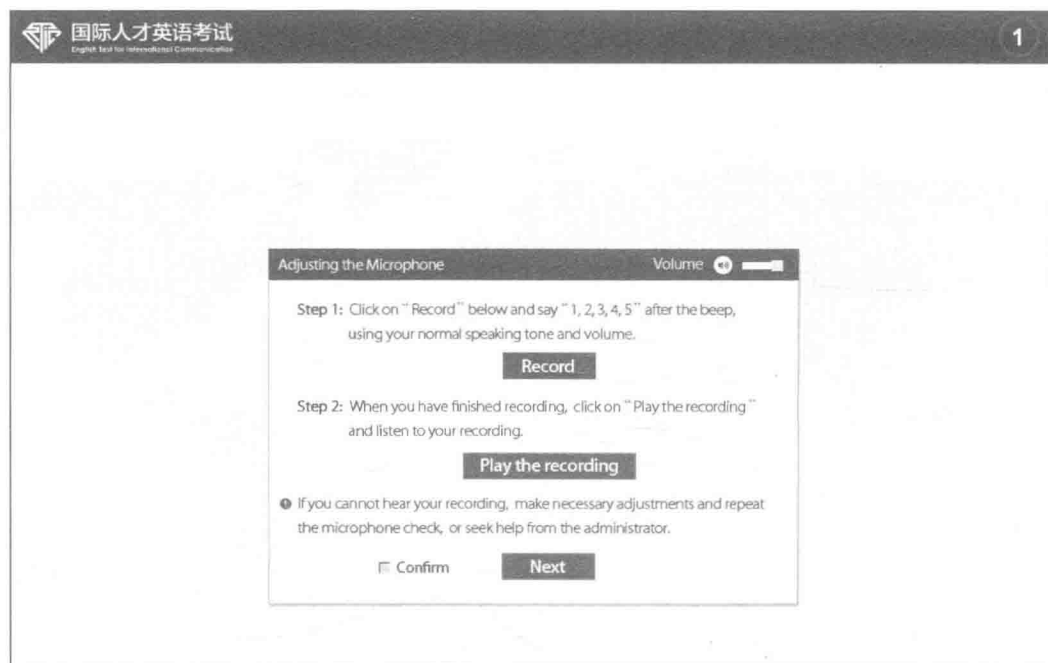 国际人才英语考试
English Test for International Communication
1
Adjusting the Microphone
Volume
Step 1: Click on "Record" below and say "1, 2, 3, 4, 5" after the beep,
using your normal speaking tone and volume.
Record
Step 2: When you have finished recording, click on "Play the recording"
and listen to your recording.
Play the recording
If you cannot hear your recording, make necessary adjustments and repeat
the microphone check, or seek help from the administrator.
Confirm
Next